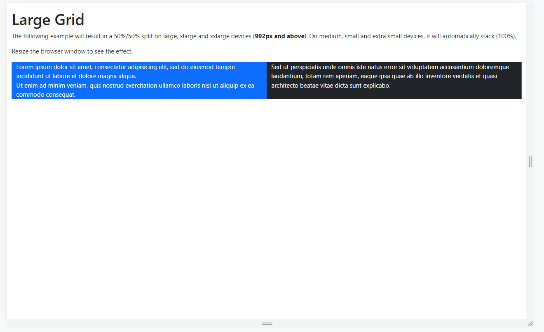 Large Grid
The following example will result in a 50%/50% split on large, xlarge and xxlarge devices (992px and above). On medium, small and extra small devices, it will automatically stack (100%).
Resize the browser window to see the effect.
Lorem ipsum dolor sit amet, consectetur adipisicing elit, sed do eiusmod tempor
incididunt ut labore et dolore magna aliqua.
Ut enim ad minim veniam, quis nostrud exercitation ullamco laboris nisi ut aliquip ex ea
commodo consequat.
Sed ut perspiciatis unde omnis iste natus error sit voluptatem accusantium doloremque
laudantium, totam rem aperiam, eaque ipsa quae ab illo inventore veritatis et quasi
architecto beatae vitae dicta sunt explicabo.